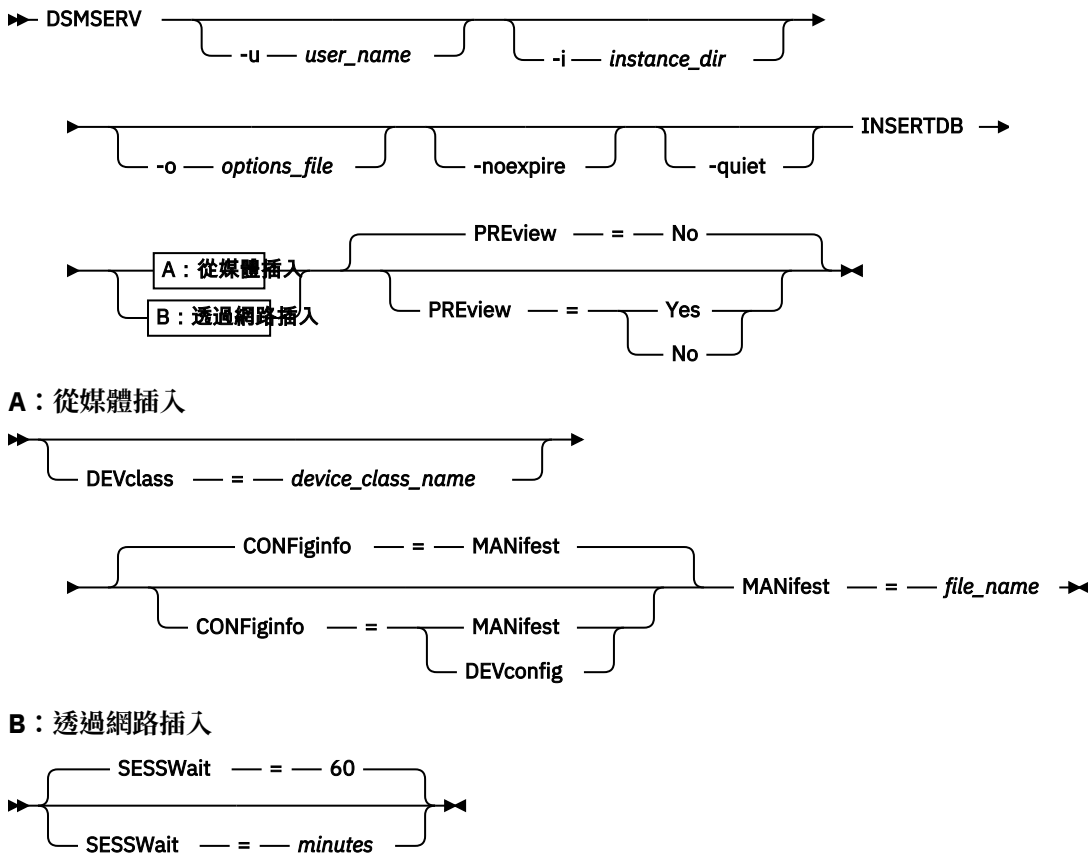 DSMSERV
-u user_name
-i instance_dir
-o options_file
-noexpire
-quiet
INSERTDB
PREview = No
A：從媒體插入
B：透過網路插入
PREview = Yes
No
A：從媒體插入
DEVclass = device_class_name
CONFiginfo = MANifest
MANifest = file_name
CONFiginfo = MANifest
DEVconfig
B：透過網路插入
SESSWait = 60
SESSWait = minutes